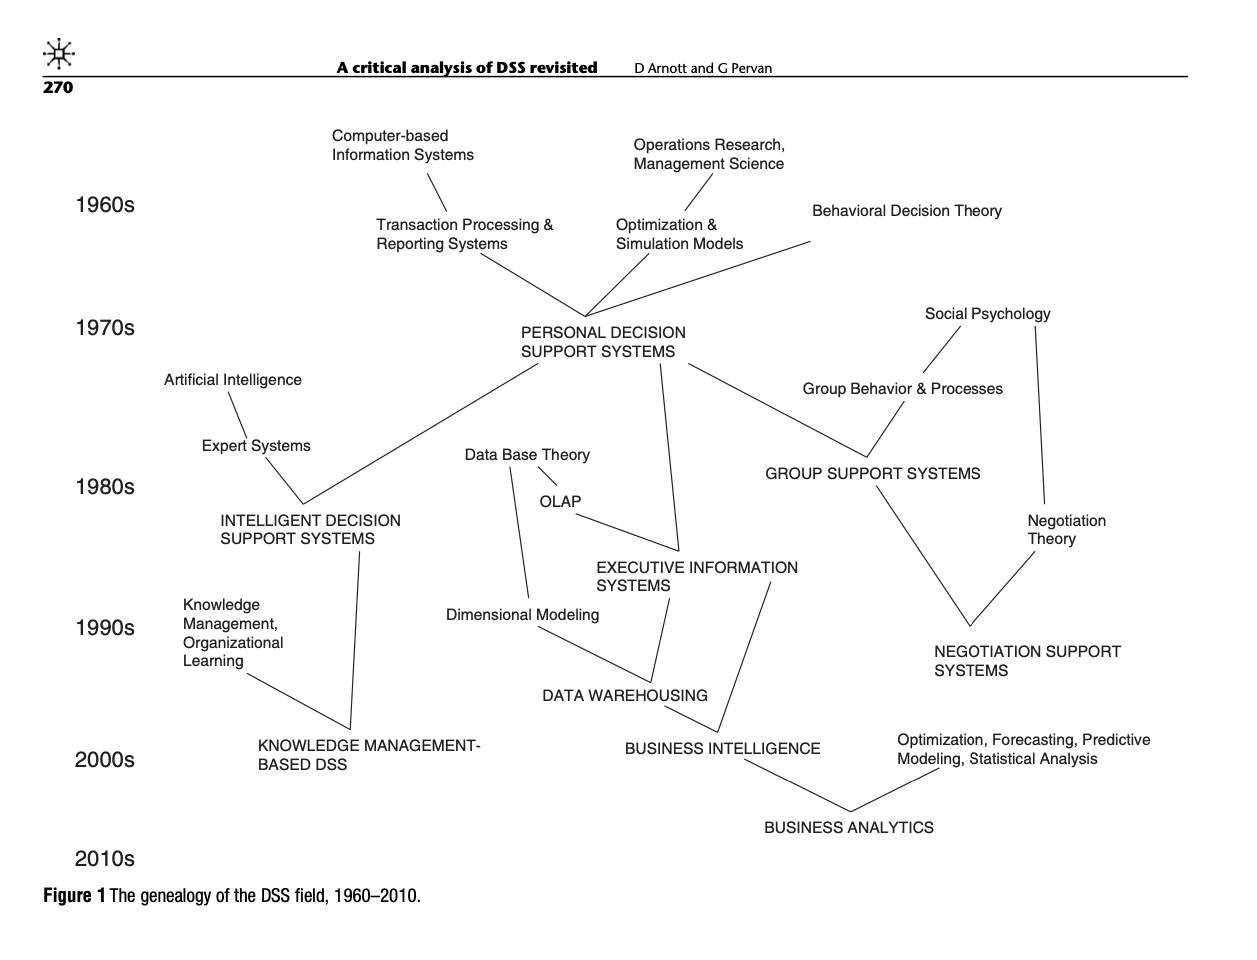 A critical analysis of DSS revisited D Arnott and G Pervan
270
Computer-based
Information Systems
Operations Research,
Management Science
1960s
Transaction Processing &
Reporting Systems
Optimization &
Simulation Models
Behavioral Decision Theory
1970s
PERSONAL DECISION
SUPPORT SYSTEMS
Social Psychology
Artificial Intelligence
Group Behavior & Processes
Expert Systems
Data Base Theory
GROUP SUPPORT SYSTEMS
1980s
OLAP
INTELLIGENT DECISION
SUPPORT SYSTEMS
Negotiation
Theory
EXECUTIVE INFORMATION
SYSTEMS
Knowledge
Management,
Organizational
Learning
Dimensional Modeling
1990s
NEGOTIATION SUPPORT
SYSTEMS
DATA WAREHOUSING
KNOWLEDGE MANAGEMENT-
BASED DSS
BUSINESS INTELLIGENCE
Optimization, Forecasting, Predictive
Modeling, Statistical Analysis
2000s
BUSINESS ANALYTICS
2010s
Figure 1 The genealogy of the DSS field, 1960–2010.